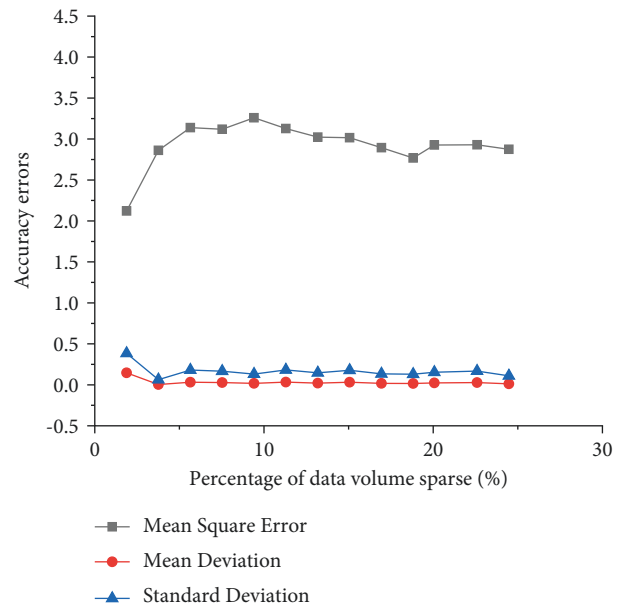 4.5
4.0
3.5
3.0
2.5
2.0
1.5
1.0
0.5
0.0
-0.5
Accuracy errors
0 10 20 30
Percentage of data volume sparse (%)
Mean Square Error
Mean Deviation
Standard Deviation